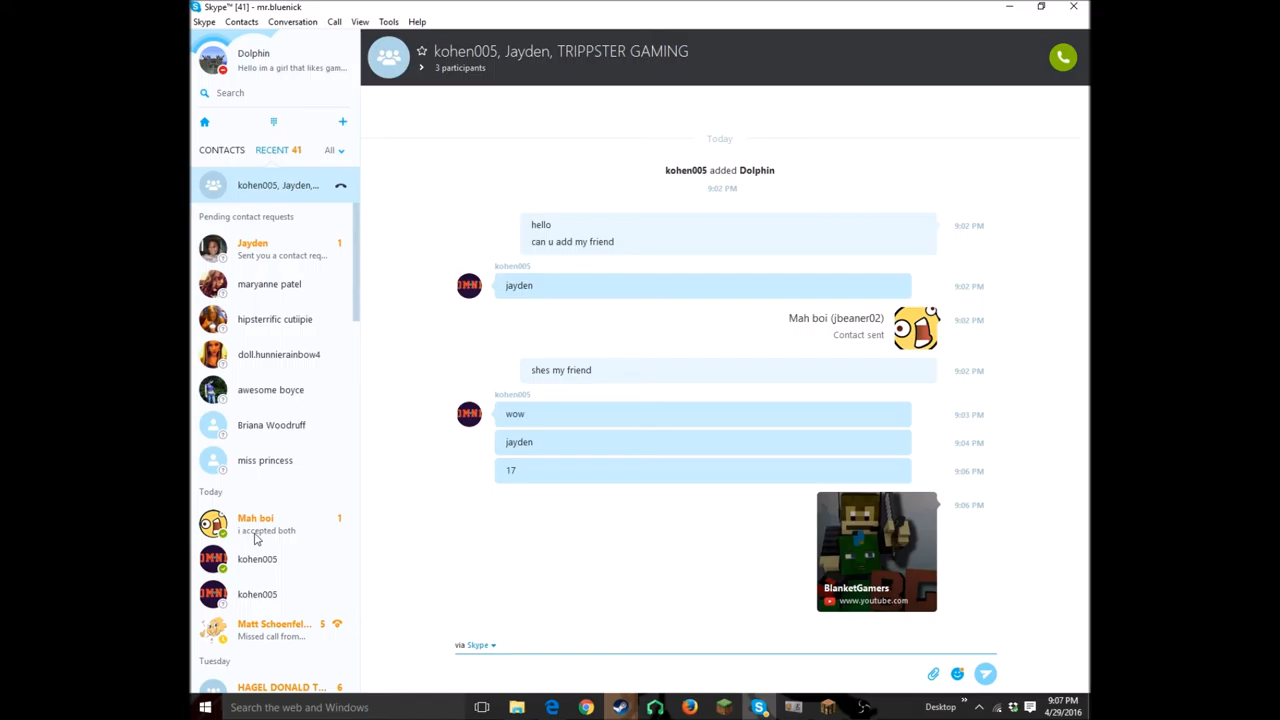 Skype™ [41] - mr.bluenick
Skype Contacts Conversation Call View Tools Help
Dolphin
Hello im a girl that likes gam...
Search
CONTACTS RECENT 41 All
kohen005, Jayden,...
Pending contact requests
Jayden 1
Sent you a contact req...
maryanne patel
hipsterrific cutiipie
doll.hunnierainbow4
awesome boyce
Briana Woodruff
miss princess
Today
Mah boi 1
i accepted both
kohen005
kohen005
Matt Schoenfel... 5
Missed call from...
Tuesday
HAGEL DONALD T... 6
kohen005, Jayden, TRIPPSTER GAMING
3 participants
Today
kohen005 added Dolphin
9:02 PM
hello 9:02 PM
can u add my friend
kohen005
jayden 9:02 PM
Mah boi (jbeaner02) 9:02 PM
Contact sent
shes my friend 9:02 PM
kohen005
wow 9:03 PM
jayden 9:04 PM
17 9:06 PM
9:06 PM
BlanketGamers
www.youtube.com
via Skype
Search the web and Windows
Desktop
9:07 PM
4/29/2016